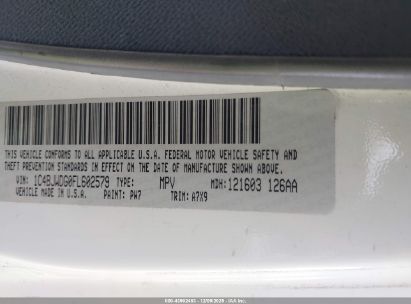 THIS VEHICLE CONFORMS TO ALL APPLICABLE U.S.A. FEDERAL MOTOR VEHICLE SAFETY AND
THEFT PREVENTION STANDARDS IN EFFECT ON THE DATE OF MANUFACTURE SHOWN ABOVE.
VIN: 1C4BJWDG0FL602579 TYPE: MPV MDH: 121603 126AA
VEHICLE MADE IN U.S.A. PAINT: PW7 TRIM: A7X9